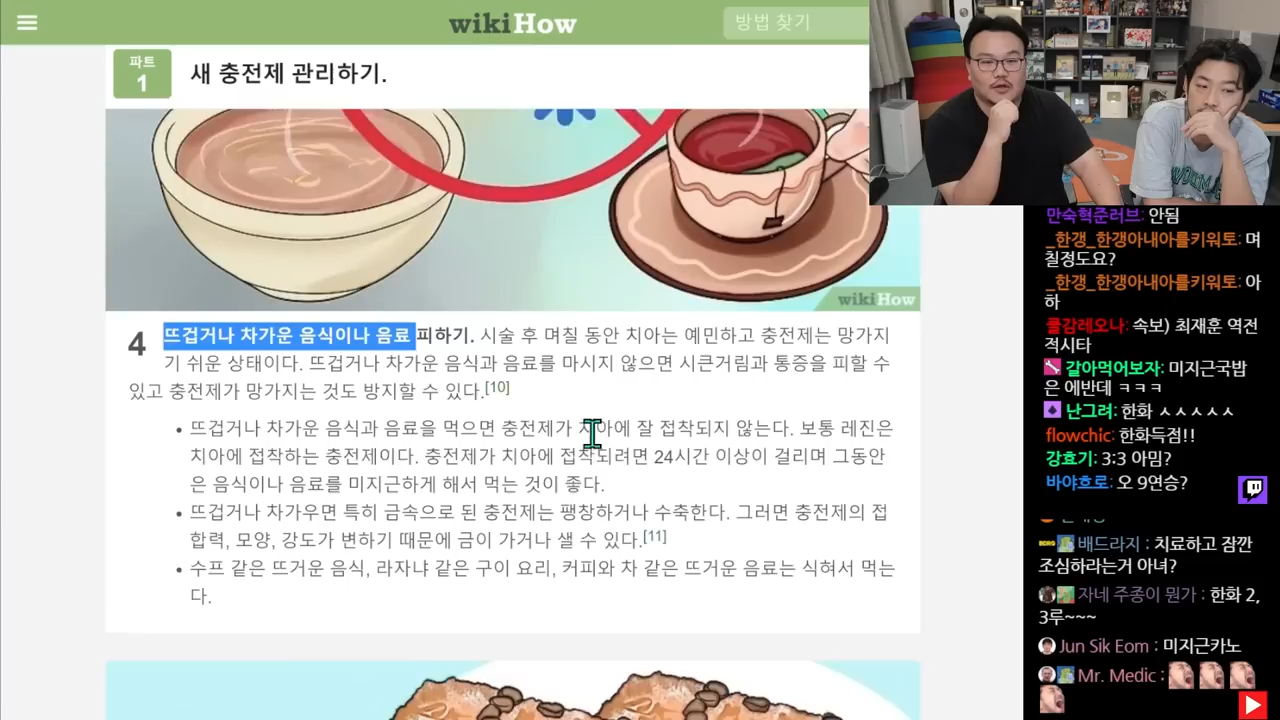 wikiHow
방법 찾기
파트
1
새 충전제 관리하기.
wikiHow
4
뜨겁거나 차가운 음식이나 음료 피하기. 시술 후 며칠 동안 치아는 예민하고 충전제는 망가지
기 쉬운 상태이다. 뜨겁거나 차가운 음식과 음료를 마시지 않으면 시큰거림과 통증을 피할 수
있고 충전제가 망가지는 것도 방지할 수 있다.[10]
• 뜨겁거나 차가운 음식과 음료을 먹으면 충전제가 치아에 잘 접착되지 않는다. 보통 레진은
치아에 접착하는 충전제이다. 충전제가 치아에 접착되려면 24시간 이상이 걸리며 그동안
은 음식이나 음료를 미지근하게 해서 먹는 것이 좋다.
• 뜨겁거나 차가우면 특히 금속으로 된 충전제는 팽창하거나 수축한다. 그러면 충전제의 접
합력, 모양, 강도가 변하기 때문에 금이 가거나 샐 수 있다.[11]
• 수프 같은 뜨거운 음식, 라자냐 같은 구이 요리, 커피와 차 같은 뜨거운 음료는 식혀서 먹는
다.
만숙혁준러브: 안됨
_한갱_한갱아내아를키워토: 며
칠정도요?
_한갱_한갱아내아를키워토: 아
하
쿨감레오나: 속보) 최재훈 역전
적시타
갈아먹어보자: 미지근국밥
은 에반데 ㅋㅋㅋ
난그려: 한화 ㅅㅅㅅㅅㅅ
flowchic: 한화득점!!
강효기: 3:3 아밈?
바야흐로: 오 9연승?
배드라지 : 치료하고 잠깐
조심하라는거 아녀?
자네 주종이 뭔가 : 한화 2,
3루~~~
Jun Sik Eom : 미지근카노
Mr. Medic :